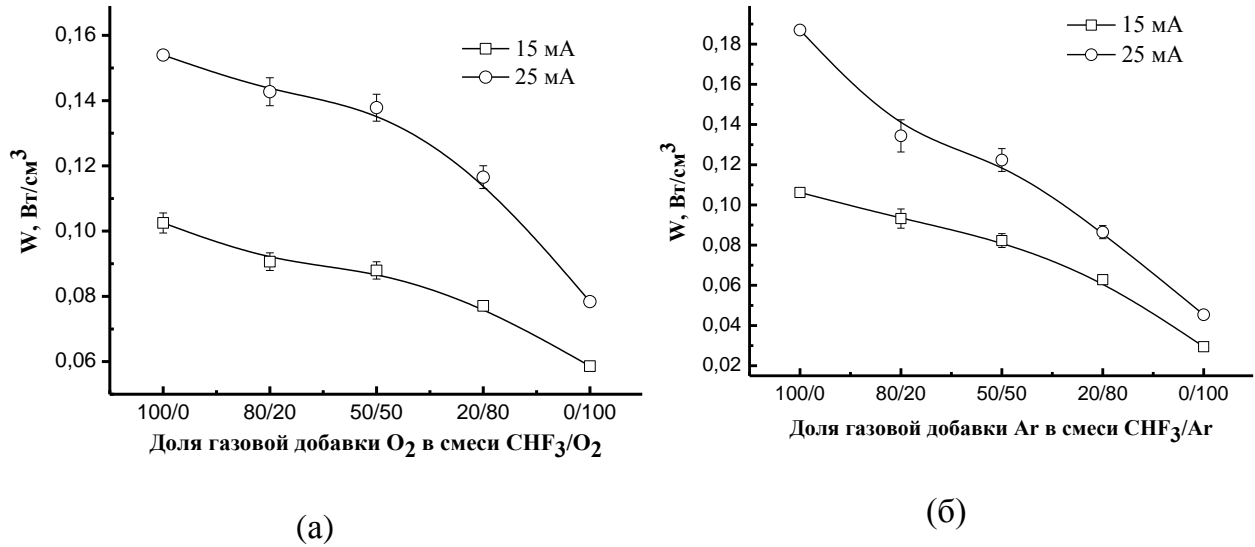 0,16
0,14
0,12
0,10
0,08
0,06
W, Вт/см³
15 мА
25 мА
100/0 80/20 50/50 20/80 0/100
Доля газовой добавки O₂ в смеси CHF₃/O₂
(а)
0,18
0,16
0,14
0,12
0,10
0,08
0,06
0,04
0,02
W, Вт/см³
15 мА
25 мА
100/0 80/20 50/50 20/80 0/100
Доля газовой добавки Ar в смеси CHF₃/Ar
(б)